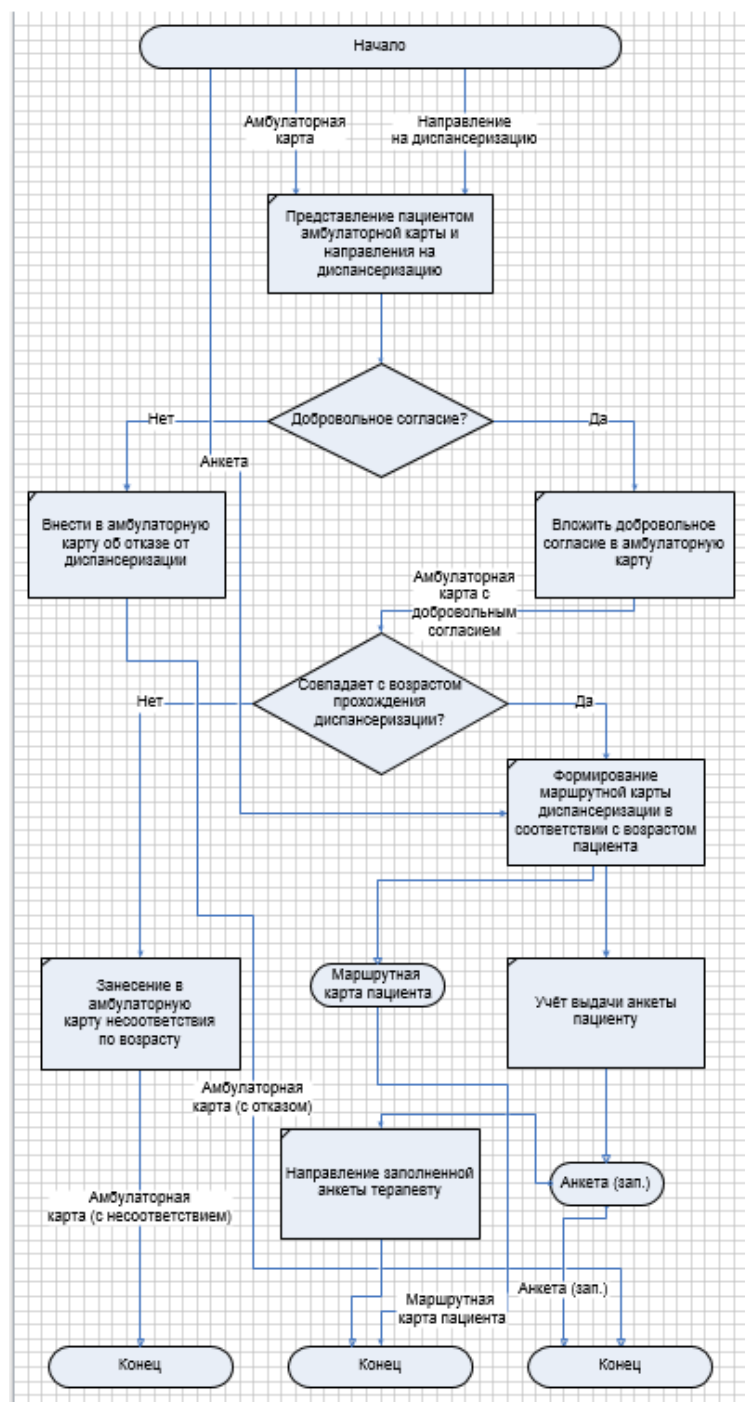 Начало
Амбулаторная
карта
Направление
на диспансеризацию
Представление пациентом
амбулаторной карты и
направления на
диспансеризацию
Добровольное согласие?
Нет
Да
Анкета
Внести в амбулаторную
карту об отказе от
диспансеризации
Вложить добровольное
согласие в амбулаторную
карту
Амбулаторная
карта с
добровольным
согласием
Совпадает с возрастом
прохождения
диспансеризации?
Нет
Да
Формирование
маршрутной карты
диспансеризации в
соответствии с возрастом
пациента
Занесение в
амбулаторную
карту несоответствия
по возрасту
Маршрутная
карта пациента
Учёт выдачи анкеты
пациенту
Амбулаторная
карта (с отказом)
Направление заполненной
анкеты терапевту
Анкета (зап.)
Амбулаторная
карта (с несоответствием)
Анкета (зап.)
Маршрутная
карта пациента
Конец
Конец
Конец